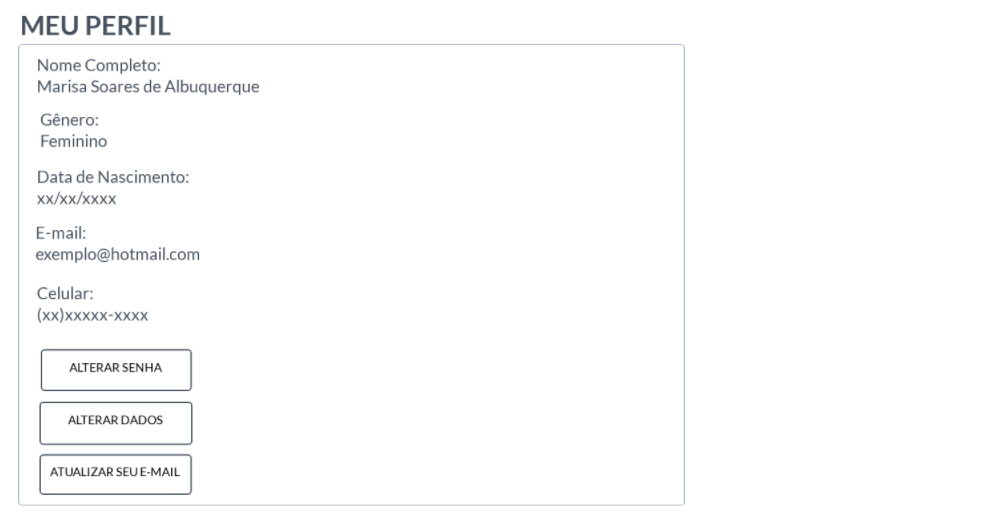 MEU PERFIL
Nome Completo:
Marisa Soares de Albuquerque
Gênero:
Feminino
Data de Nascimento:
xx/xx/xxxx
E-mail:
exemplo@hotmail.com
Celular:
(xx)xxxxx-xxxx
ALTERAR SENHA
ALTERAR DADOS
ATUALIZAR SEU E-MAIL